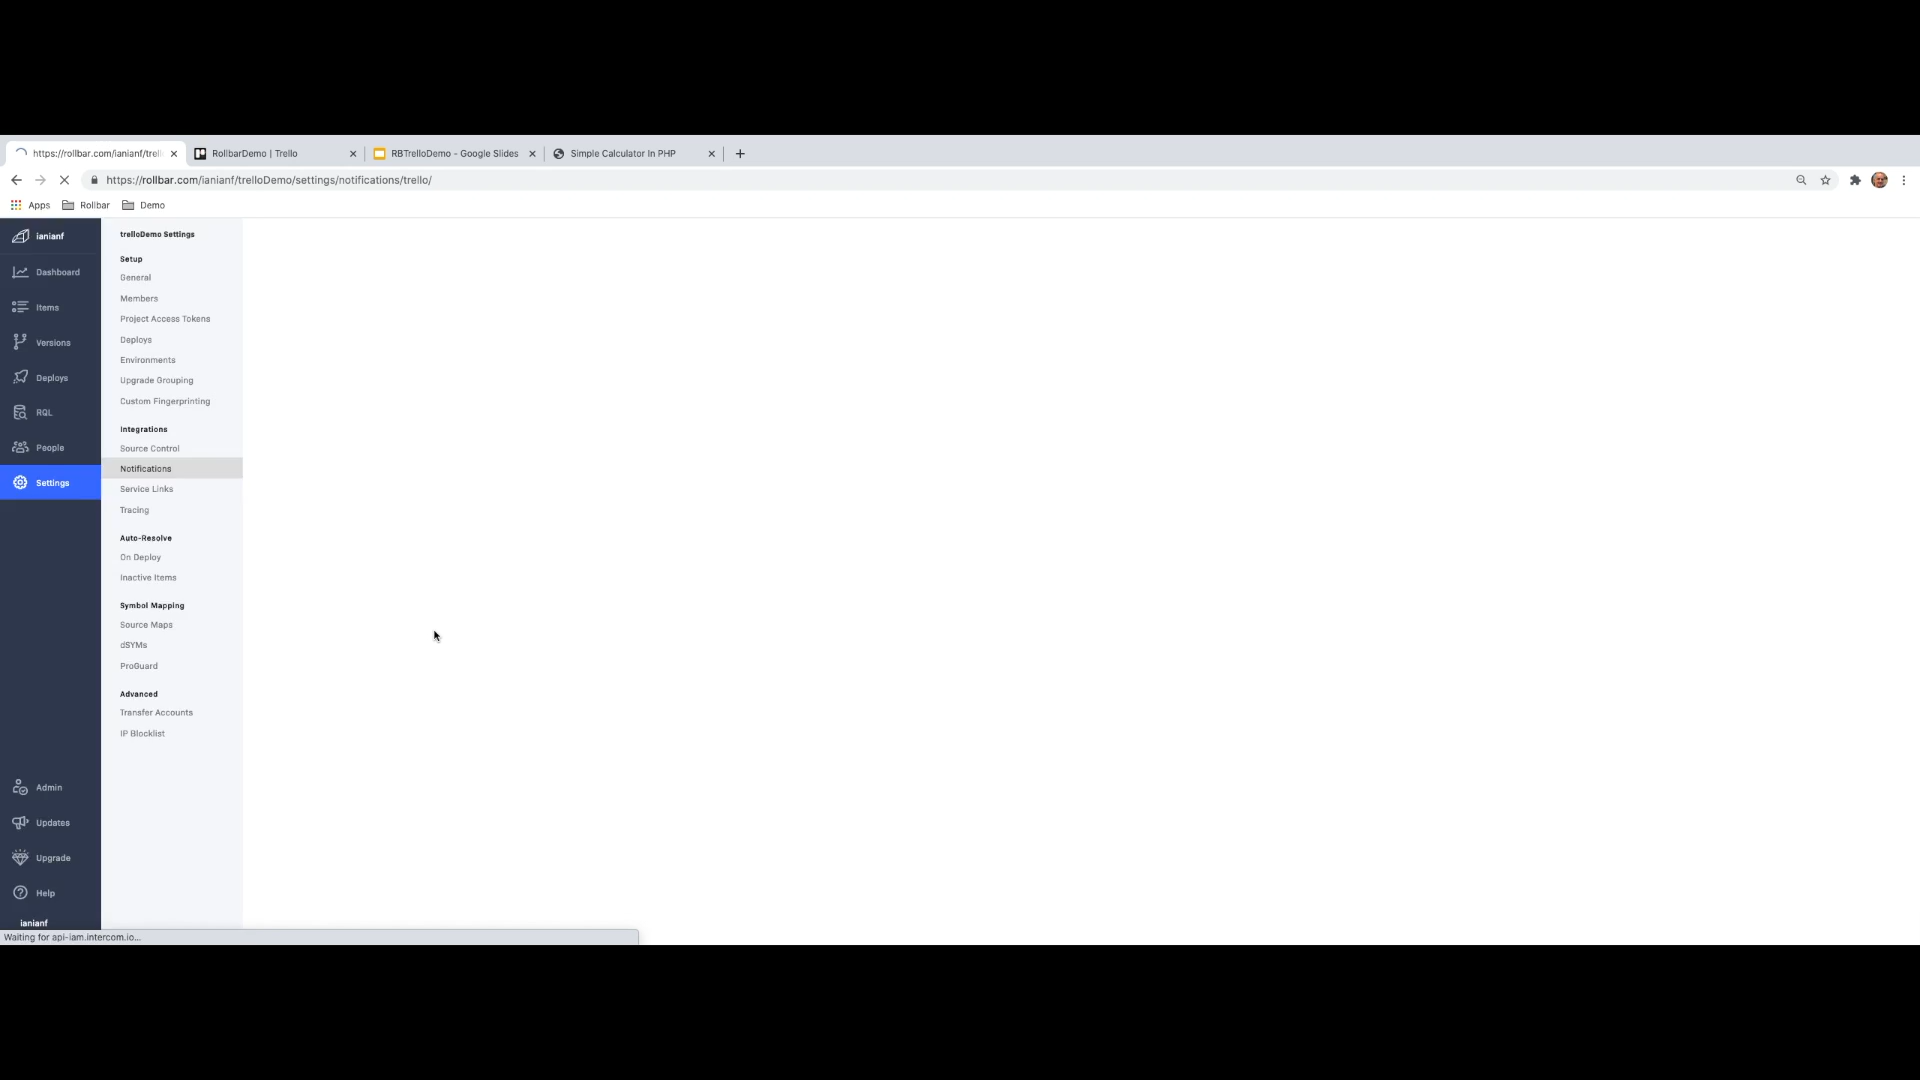 https://rollbar.com/ianianf/trell
RollbarDemo | Trello
RBTrelloDemo - Google Slides
Simple Calculator In PHP
https://rollbar.com/ianianf/trelloDemo/settings/notifications/trello/
Apps
Rollbar
Demo
ianianf
Dashboard
Items
Versions
Deploys
RQL
People
Settings
Admin
Updates
Upgrade
Help
ianianf
trelloDemo Settings
Setup
General
Members
Project Access Tokens
Deploys
Environments
Upgrade Grouping
Custom Fingerprinting
Integrations
Source Control
Notifications
Service Links
Tracing
Auto-Resolve
On Deploy
Inactive Items
Symbol Mapping
Source Maps
dSYMs
ProGuard
Advanced
Transfer Accounts
IP Blocklist
Waiting for api-iam.intercom.io...